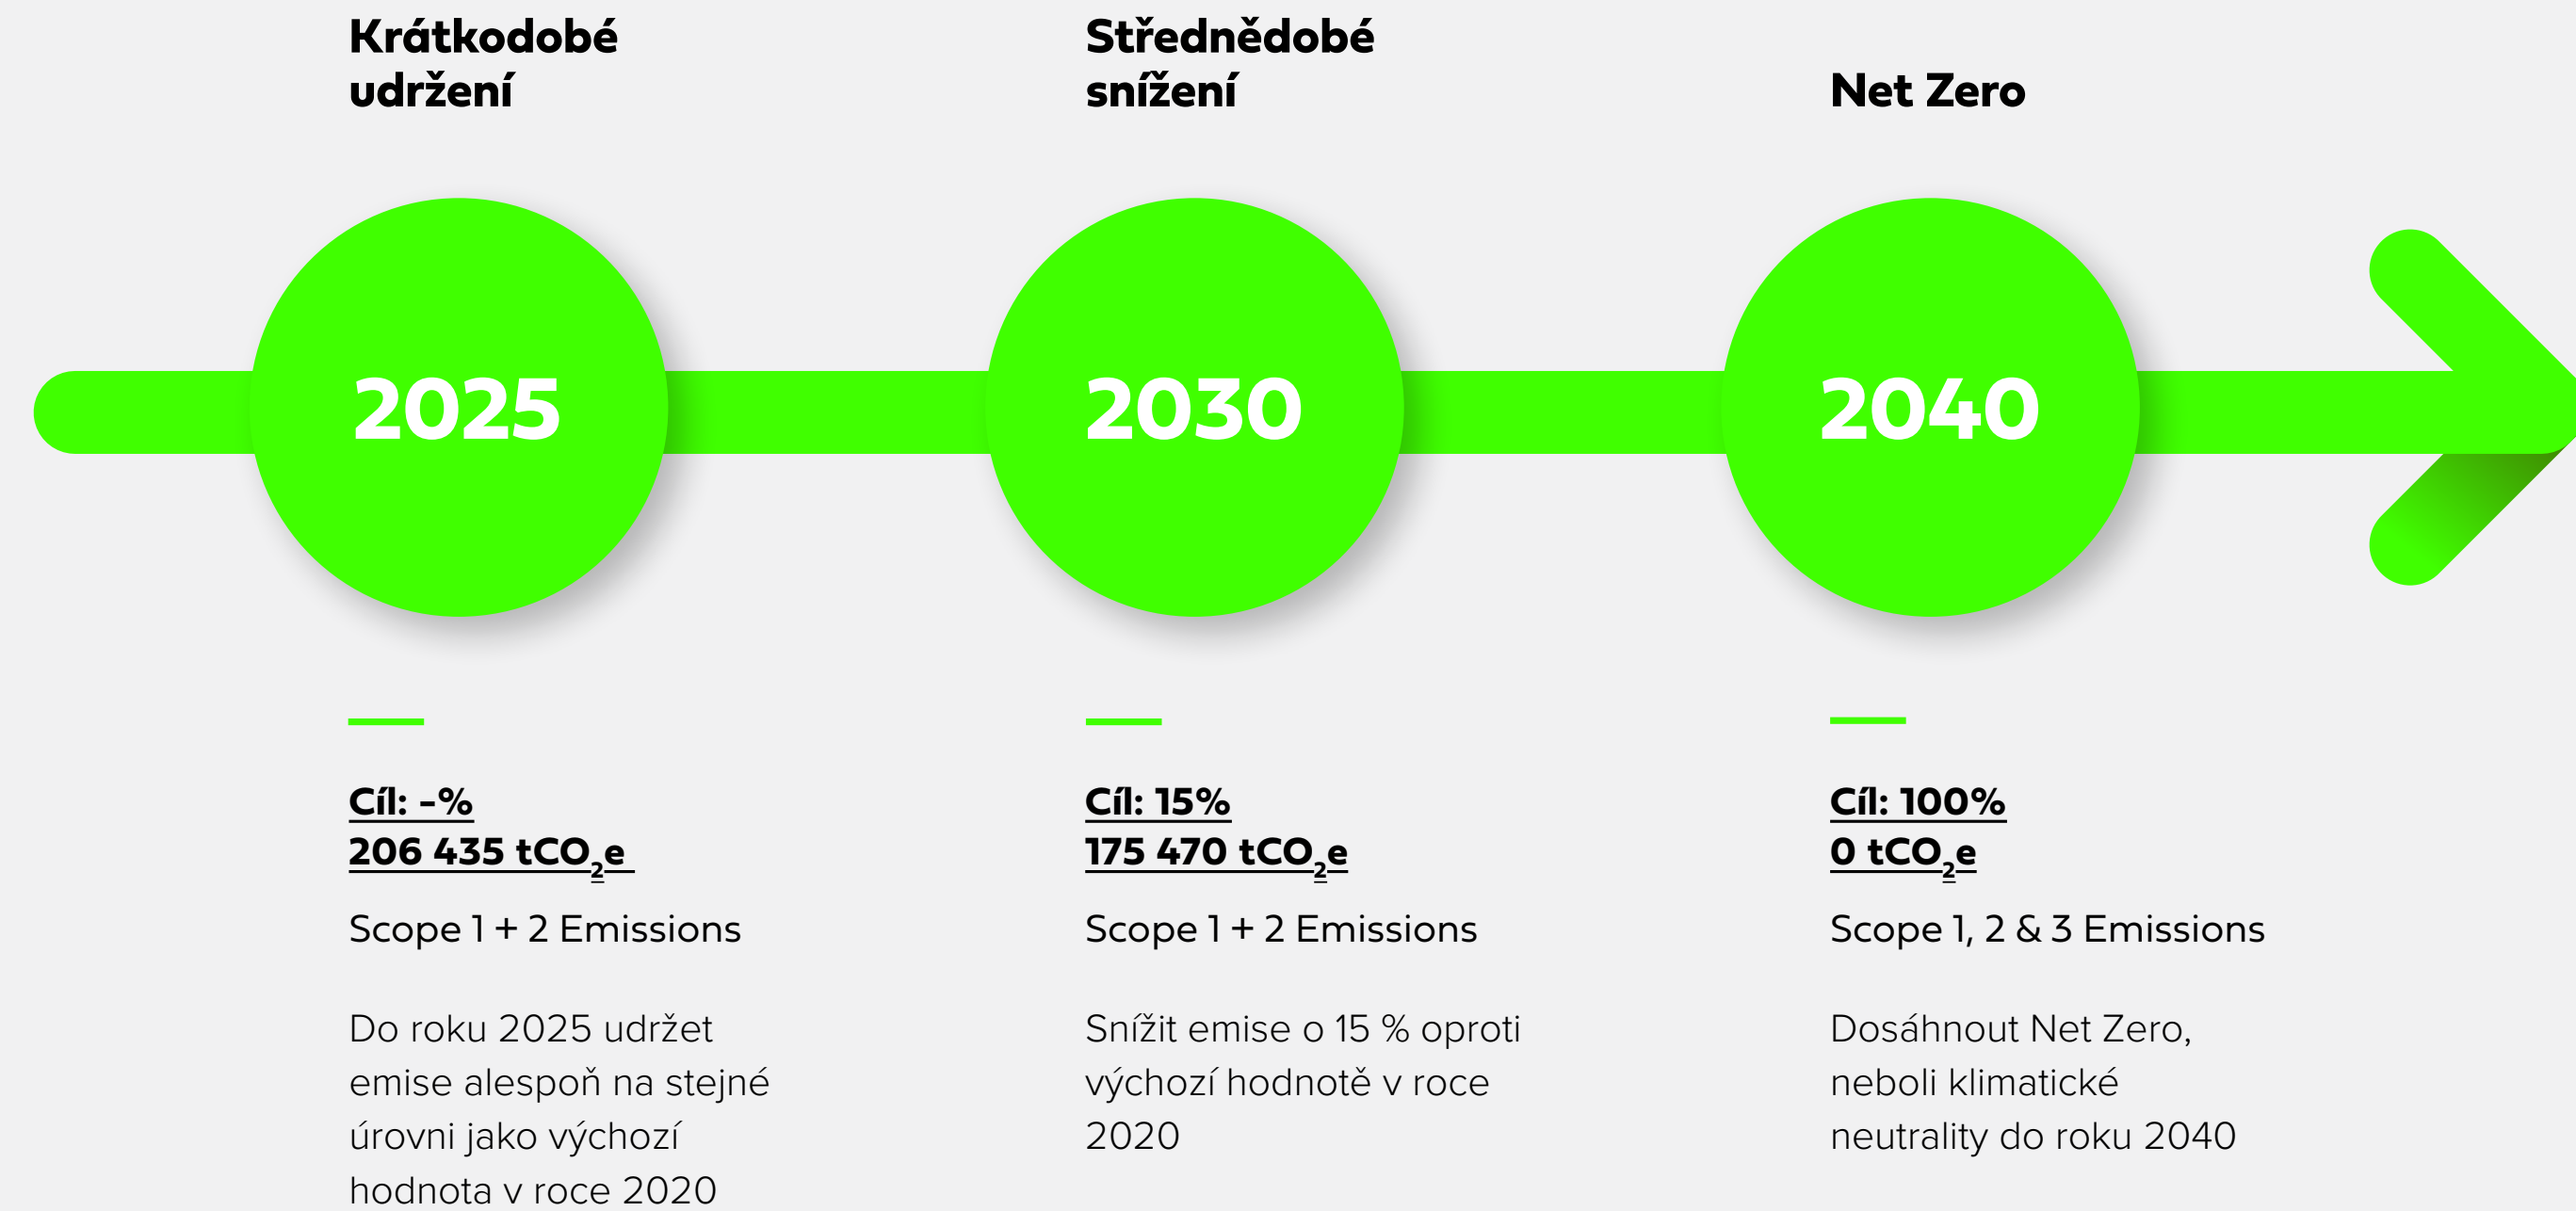 Krátkodobé
udržení
Střednědobé
snížení
Net Zero
2025
2030
2040
Cíl: -%
206 435 tCO₂e
Scope 1 + 2 Emissions
Do roku 2025 udržet
emise alespoň na stejné
úrovni jako výchozí
hodnota v roce 2020
Cíl: 15%
175 470 tCO₂e
Scope 1 + 2 Emissions
Snížit emise o 15 % oproti
výchozí hodnotě v roce
2020
Cíl: 100%
0 tCO₂e
Scope 1, 2 & 3 Emissions
Dosáhnout Net Zero,
neboli klimatické
neutrality do roku 2040